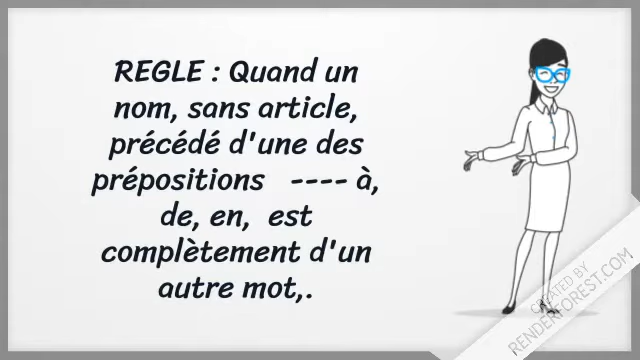 REGLE : Quand un
nom, sans article,
précédé d'une des
prépositions ---- à,
de, en, est
complètement d'un
autre mot,.
CREATED BY
RENDERFOREST.COM